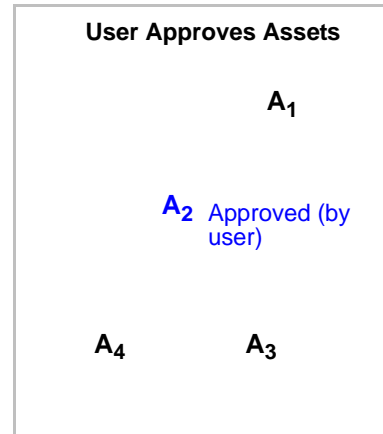 User Approves Assets
A1
A2 Approved (by
user)
A4 A3